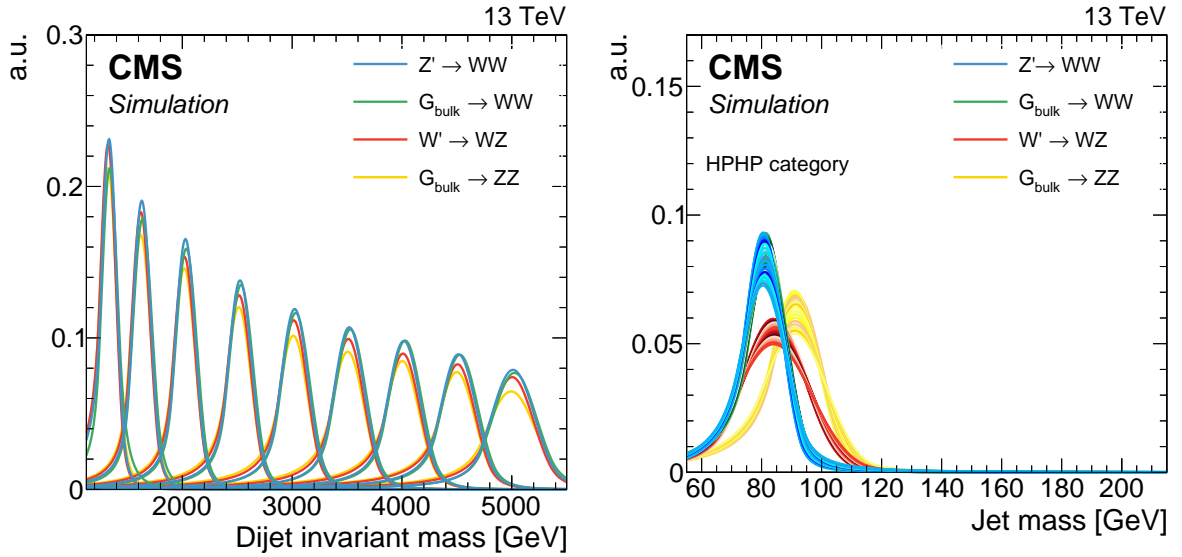 13 TeV
a.u.
0.3
CMS
Simulation
Z' → WW
G_bulk → WW
W' → WZ
G_bulk → ZZ
0.2
0.1
0
2000 3000 4000 5000
Dijet invariant mass [GeV]
13 TeV
a.u.
0.15
CMS
Simulation
HPHP category
Z'→ WW
G_bulk → WW
W' → WZ
G_bulk → ZZ
0.1
0.05
0
60 80 100 120 140 160 180 200
Jet mass [GeV]